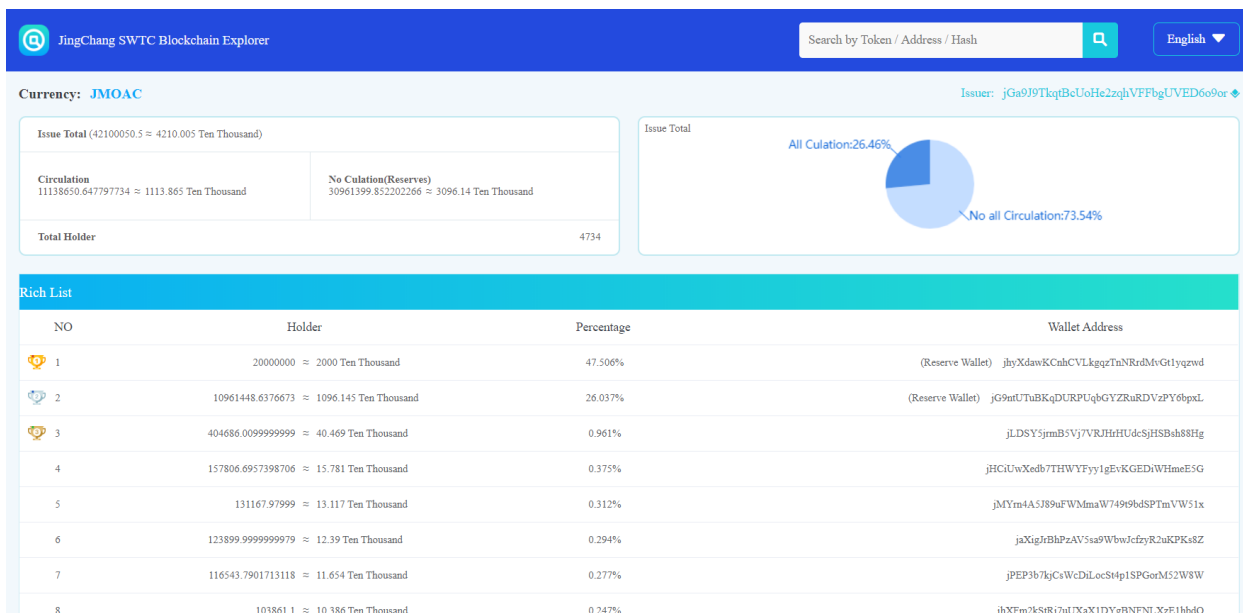 JingChang SWTC Blockchain Explorer
Search by Token / Address / Hash
English
Currency: JMOAC
Issuer: jGa9J9TkqtBcUoHe2zqhVFFbgUVED6o9or
Issue Total (42100050.5 ≈ 4210.005 Ten Thousand)
Circulation
11138650.647797734 ≈ 1113.865 Ten Thousand
No Culation(Reserves)
30961399.852202266 ≈ 3096.14 Ten Thousand
Total Holder 4734
Issue Total
All Culation:26.46%
No all Circulation:73.54%
Rich List
NO Holder Percentage Wallet Address
1 20000000 ≈ 2000 Ten Thousand 47.506% (Reserve Wallet) jhyXdawKCnhCVLkgqzTnNRrdMvGt1yqzwd
2 10961448.6376673 ≈ 1096.145 Ten Thousand 26.037% (Reserve Wallet) jG9ntUTuBKqDURPUqbGYZRuRDVzPY6bpxL
3 404686.0099999999 ≈ 40.469 Ten Thousand 0.961% jLDSY5jrmB5Vj7VRJHrHUdcSjHSBsh88Hg
4 157806.6957398706 ≈ 15.781 Ten Thousand 0.375% jHCiUwXedb7THWYFyy1gEvKGEDiWHmeE5G
5 131167.97999 ≈ 13.117 Ten Thousand 0.312% jMYrn4A5J89uFWMmaW749t9bdSPTmVW51x
6 123899.9999999979 ≈ 12.39 Ten Thousand 0.294% jaXigJrBhPzAV5sa9WbwJcfzyR2uKPKs8Z
7 116543.7901713118 ≈ 11.654 Ten Thousand 0.277% jPEP3b7kjCsWcDiLocSt4p1SPGorM52W8W
8 103861.1 ≈ 10.386 Ten Thousand 0.247%